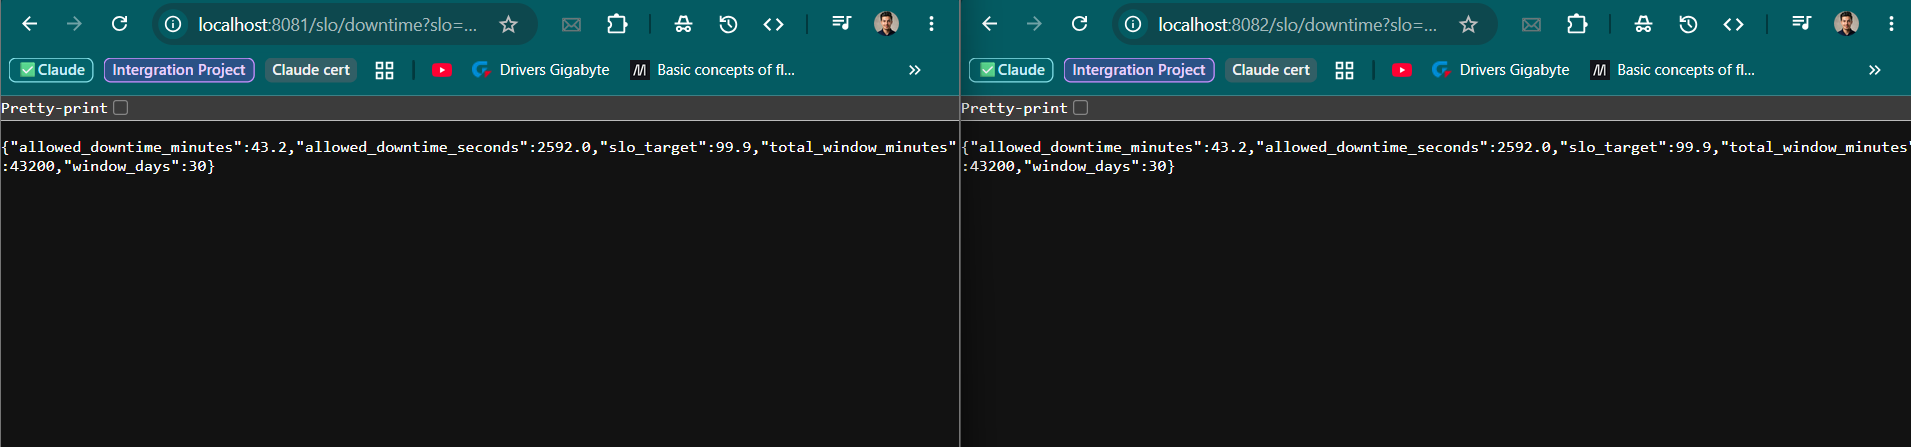 localhost:8081/slo/downtime?slo=...
Claude
Intergration Project
Claude cert
Drivers Gigabyte
Basic concepts of fl...
Pretty-print
{"allowed_downtime_minutes":43.2,"allowed_downtime_seconds":2592.0,"slo_target":99.9,"total_window_minutes"
:43200,"window_days":30}
localhost:8082/slo/downtime?slo=...
Claude
Intergration Project
Claude cert
Drivers Gigabyte
Basic concepts of fl...
Pretty-print
{"allowed_downtime_minutes":43.2,"allowed_downtime_seconds":2592.0,"slo_target":99.9,"total_window_minutes"
:43200,"window_days":30}